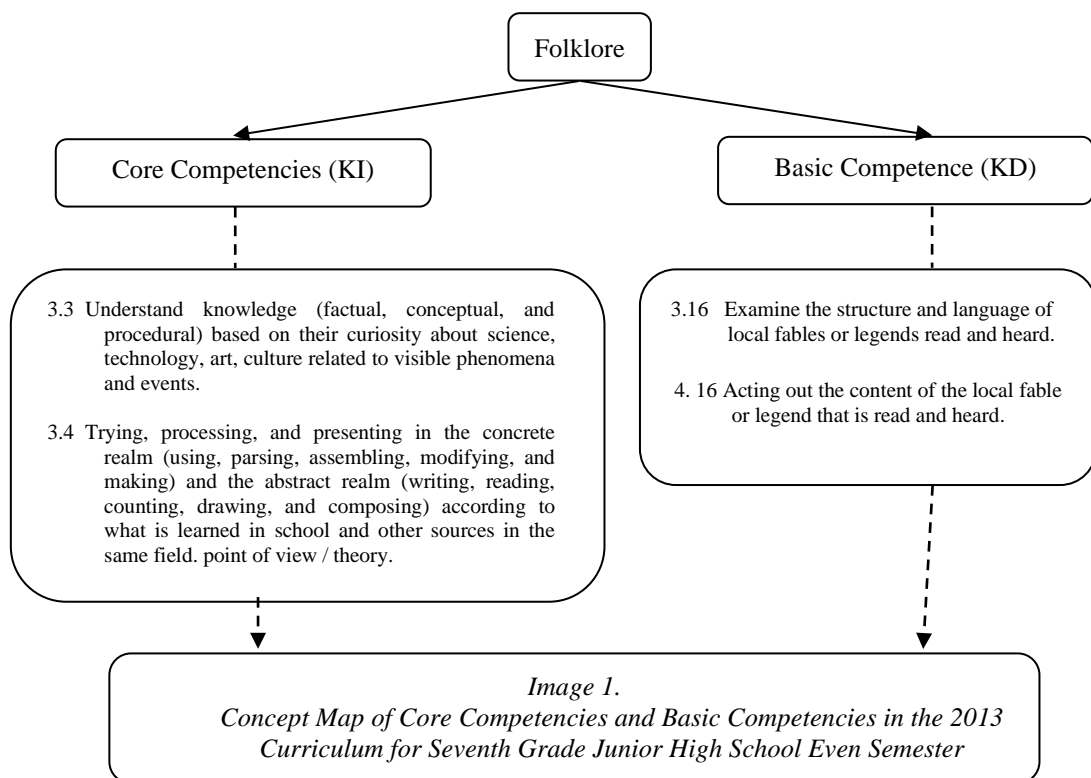 Folklore
Core Competencies (KI)
Basic Competence (KD)
3.3 Understand knowledge (factual, conceptual, and
procedural) based on their curiosity about science,
technology, art, culture related to visible phenomena
and events.
3.4 Trying, processing, and presenting in the concrete
realm (using, parsing, assembling, modifying, and
making) and the abstract realm (writing, reading,
counting, drawing, and composing) according to
what is learned in school and other sources in the
same field. point of view / theory.
3.16 Examine the structure and language of
local fables or legends read and heard.
4. 16 Acting out the content of the local fable
or legend that is read and heard.
Image 1.
Concept Map of Core Competencies and Basic Competencies in the 2013
Curriculum for Seventh Grade Junior High School Even Semester